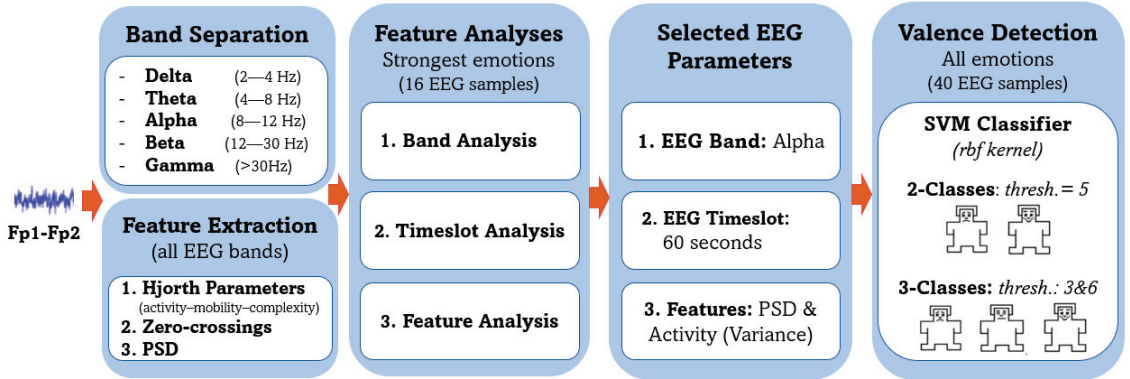 Fp1-Fp2
Band Separation
- Delta (2—4 Hz)
- Theta (4—8 Hz)
- Alpha (8—12 Hz)
- Beta (12—30 Hz)
- Gamma (>30Hz)
Feature Extraction
(all EEG bands)
1. Hjorth Parameters
(activity–mobility–complexity)
2. Zero-crossings
3. PSD
Feature Analyses
Strongest emotions
(16 EEG samples)
1. Band Analysis
2. Timeslot Analysis
3. Feature Analysis
Selected EEG
Parameters
1. EEG Band: Alpha
2. EEG Timeslot:
60 seconds
3. Features: PSD &
Activity (Variance)
Valence Detection
All emotions
(40 EEG samples)
SVM Classifier
(rbf kernel)
2-Classes: thresh.= 5
3-Classes: thresh.: 3&6